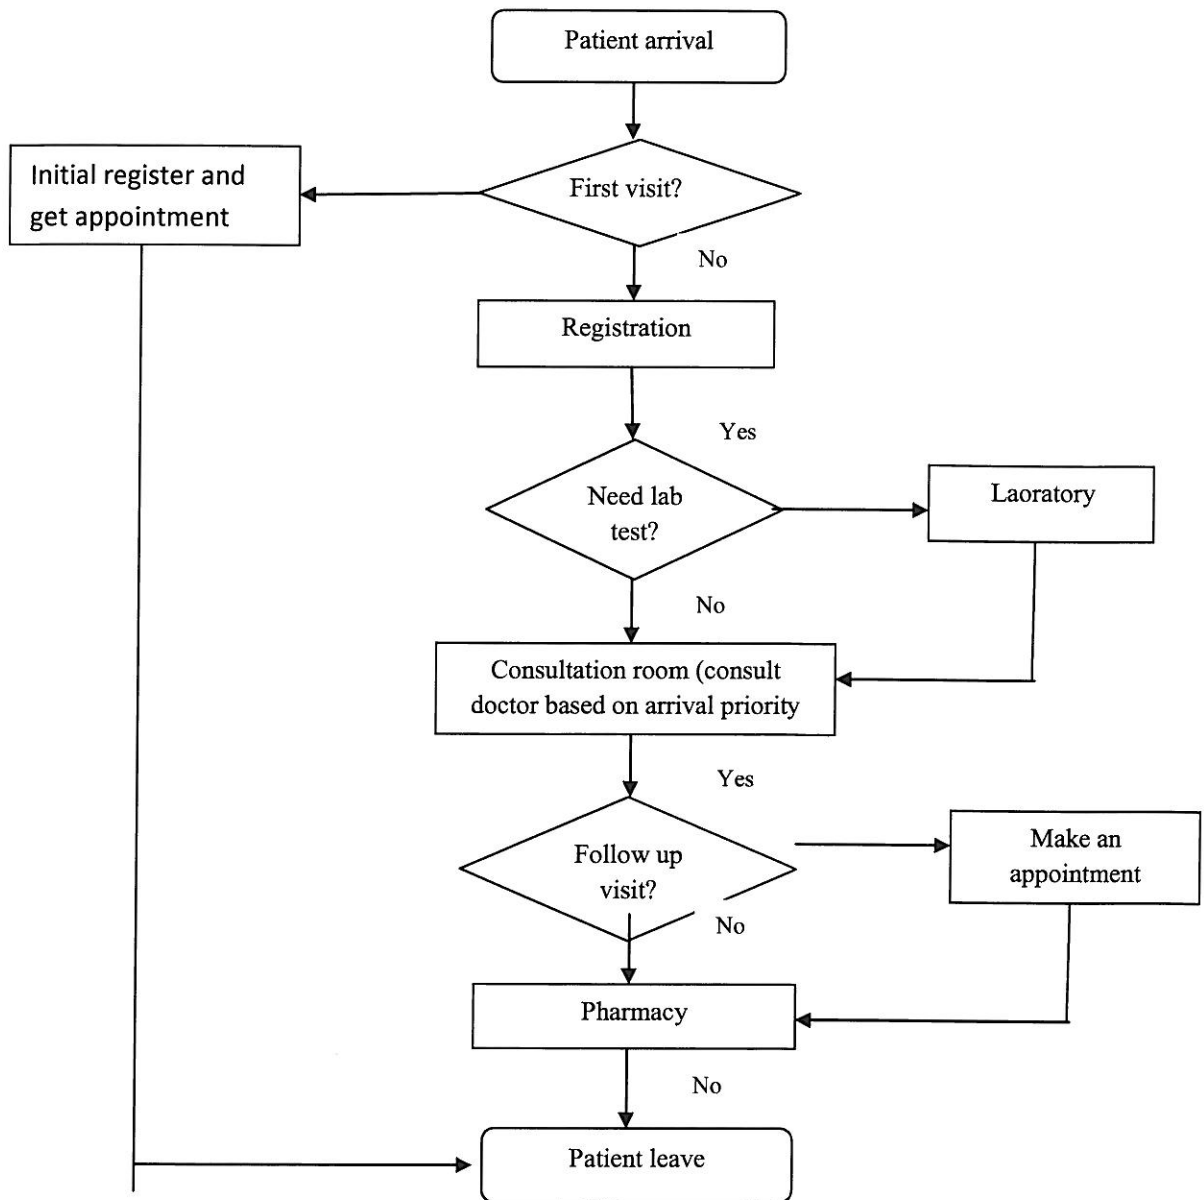 Patient arrival
Initial register and
get appointment
First visit?
No
Registration
Yes
Need lab
test?
Laoratory
No
Consultation room (consult
doctor based on arrival priority
Yes
Follow up
visit?
Make an
appointment
No
Pharmacy
No
Patient leave